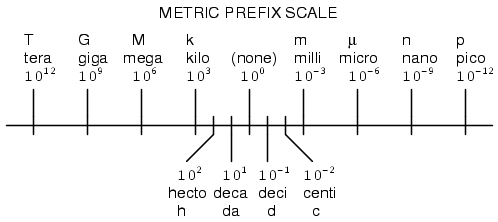 METRIC PREFIX SCALE
T G M k m µ n p
tera giga mega kilo (none) milli micro nano pico
10¹² 10⁹ 10⁶ 10³ 10⁰ 10⁻³ 10⁻⁶ 10⁻⁹ 10⁻¹²
10² 10¹ 10⁻¹ 10⁻²
hecto deca deci centi
h da d c